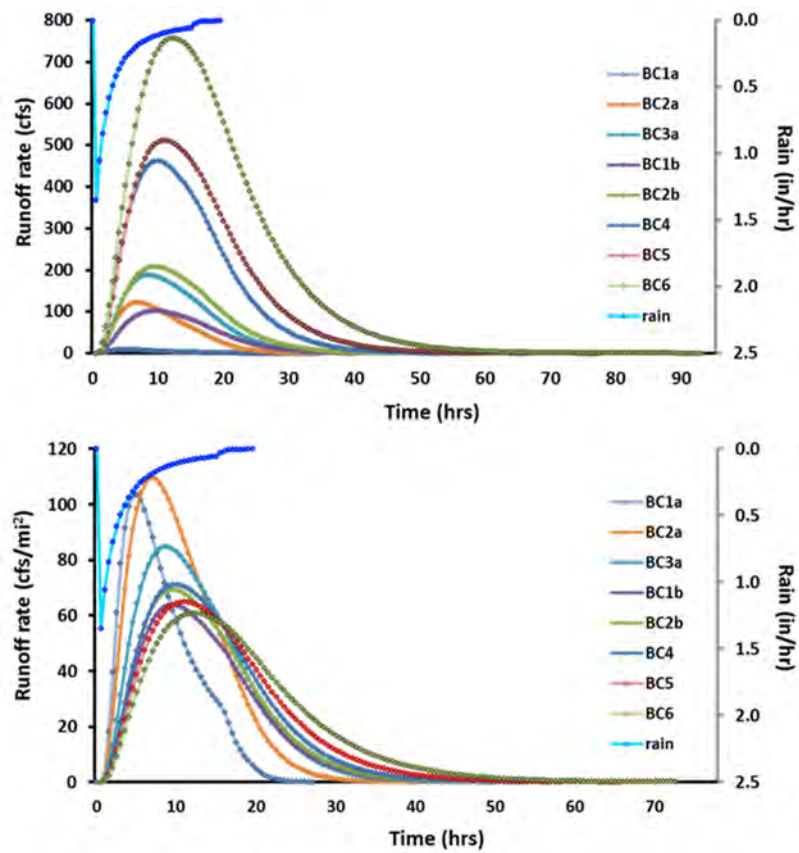 800
700
600
500
400
300
200
100
0
Runoff rate (cfs)
0 10 20 30 40 50 60 70 80 90
Time (hrs)
0.0
0.5
1.0
1.5
2.0
2.5
Rain (in/hr)
BC1a
BC2a
BC3a
BC1b
BC2b
BC4
BC5
BC6
rain
120
100
80
60
40
20
0
Runoff rate (cfs/mi²)
0 10 20 30 40 50 60 70
Time (hrs)
0.0
0.5
1.0
1.5
2.0
2.5
Rain (in/hr)
BC1a
BC2a
BC3a
BC1b
BC2b
BC4
BC5
BC6
rain